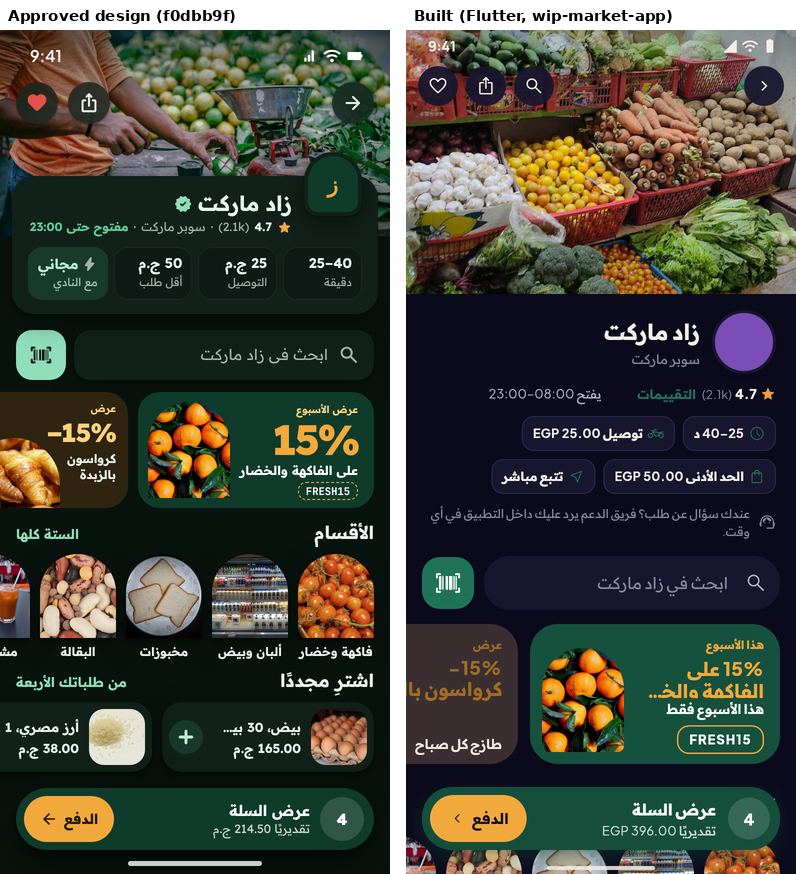 Approved design (f0dbb9f)
9:41
ز
زاد ماركت
4.7 (2.1k) · سوبر ماركت · مفتوح حتى 23:00
25–40
دقيقة
25 ج.م
التوصيل
50 ج.م
أقل طلب
مجاني
مع النادي
ابحث في زاد ماركت
عرض الأسبوع
15%
على الفاكهة والخضار
FRESH15
عرض
−15%
كرواسون
بالزبدة
الأقسام
الستة كلها
فاكهة وخضار
ألبان وبيض
مخبوزات
البقالة
مش
اشترِ مجددًا
من طلباتك الأربعة
بيض، 30 بيـ...
165.00 ج.م
أرز مصري، 1
38.00 ج.م
4
عرض السلة
تقديريًا 214.50 ج.م
الدفع
Built (Flutter, wip-market-app)
9:41
زاد ماركت
سوبر ماركت
4.7 (2.1k) التقييمات
يفتح 08:00–23:00
25–40 د
توصيل EGP 25.00
الحد الأدنى EGP 50.00
تتبع مباشر
عندك سؤال عن طلب؟ فريق الدعم يرد عليك داخل التطبيق في أي
وقت.
ابحث في زاد ماركت
هذا الأسبوع
15% على
الفاكهة والخـ...
هذا الأسبوع فقط
FRESH15
عرض
−15%
كرواسون با
طازج كل صباح
4
عرض السلة
تقديريًا EGP 396.00
الدفع